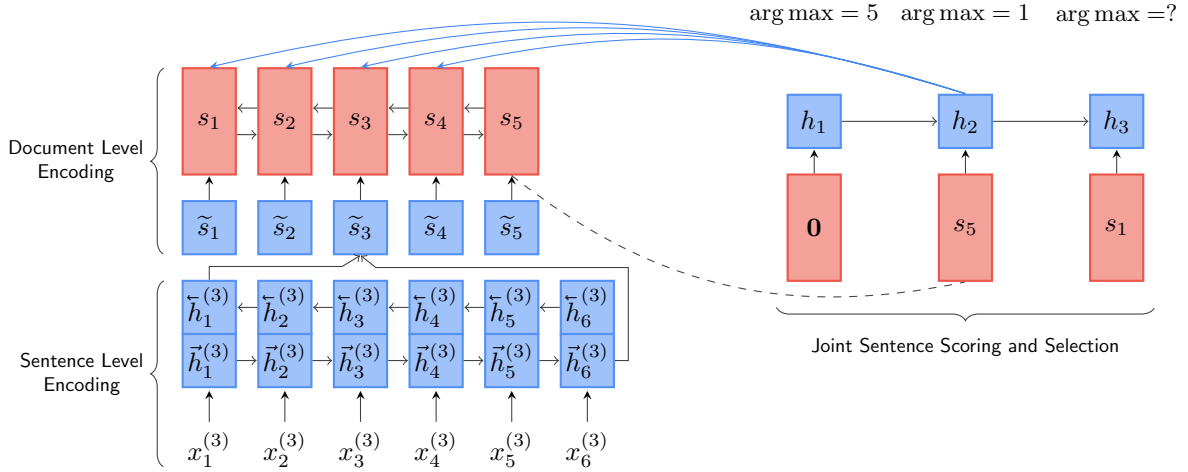 arg max = 5 arg max = 1 arg max =?
s₁ s₂ s₃ s₄ s₅
h₁ h₂ h₃
Document Level
Encoding
s̃₁ s̃₂ s̃₃ s̃₄ s̃₅
0 s₅ s₁
Sentence Level
Encoding
h⃖₁⁽³⁾ h⃖₂⁽³⁾ h⃖₃⁽³⁾ h⃖₄⁽³⁾ h⃖₅⁽³⁾ h⃖₆⁽³⁾
h⃗₁⁽³⁾ h⃗₂⁽³⁾ h⃗₃⁽³⁾ h⃗₄⁽³⁾ h⃗₅⁽³⁾ h⃗₆⁽³⁾
x₁⁽³⁾ x₂⁽³⁾ x₃⁽³⁾ x₄⁽³⁾ x₅⁽³⁾ x₆⁽³⁾
Joint Sentence Scoring and Selection